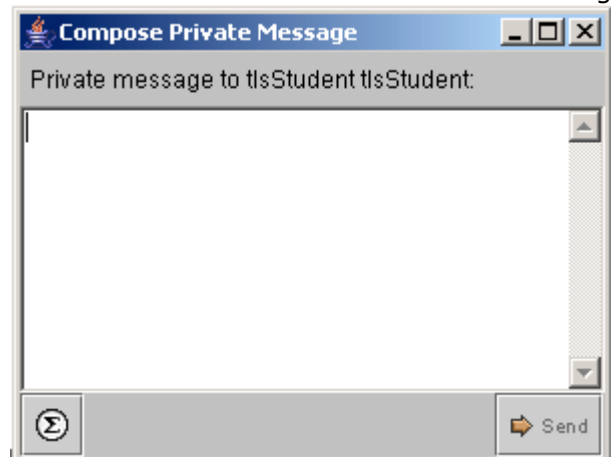 Compose Private Message
Private message to tlsStudent tlsStudent:
Σ
Send